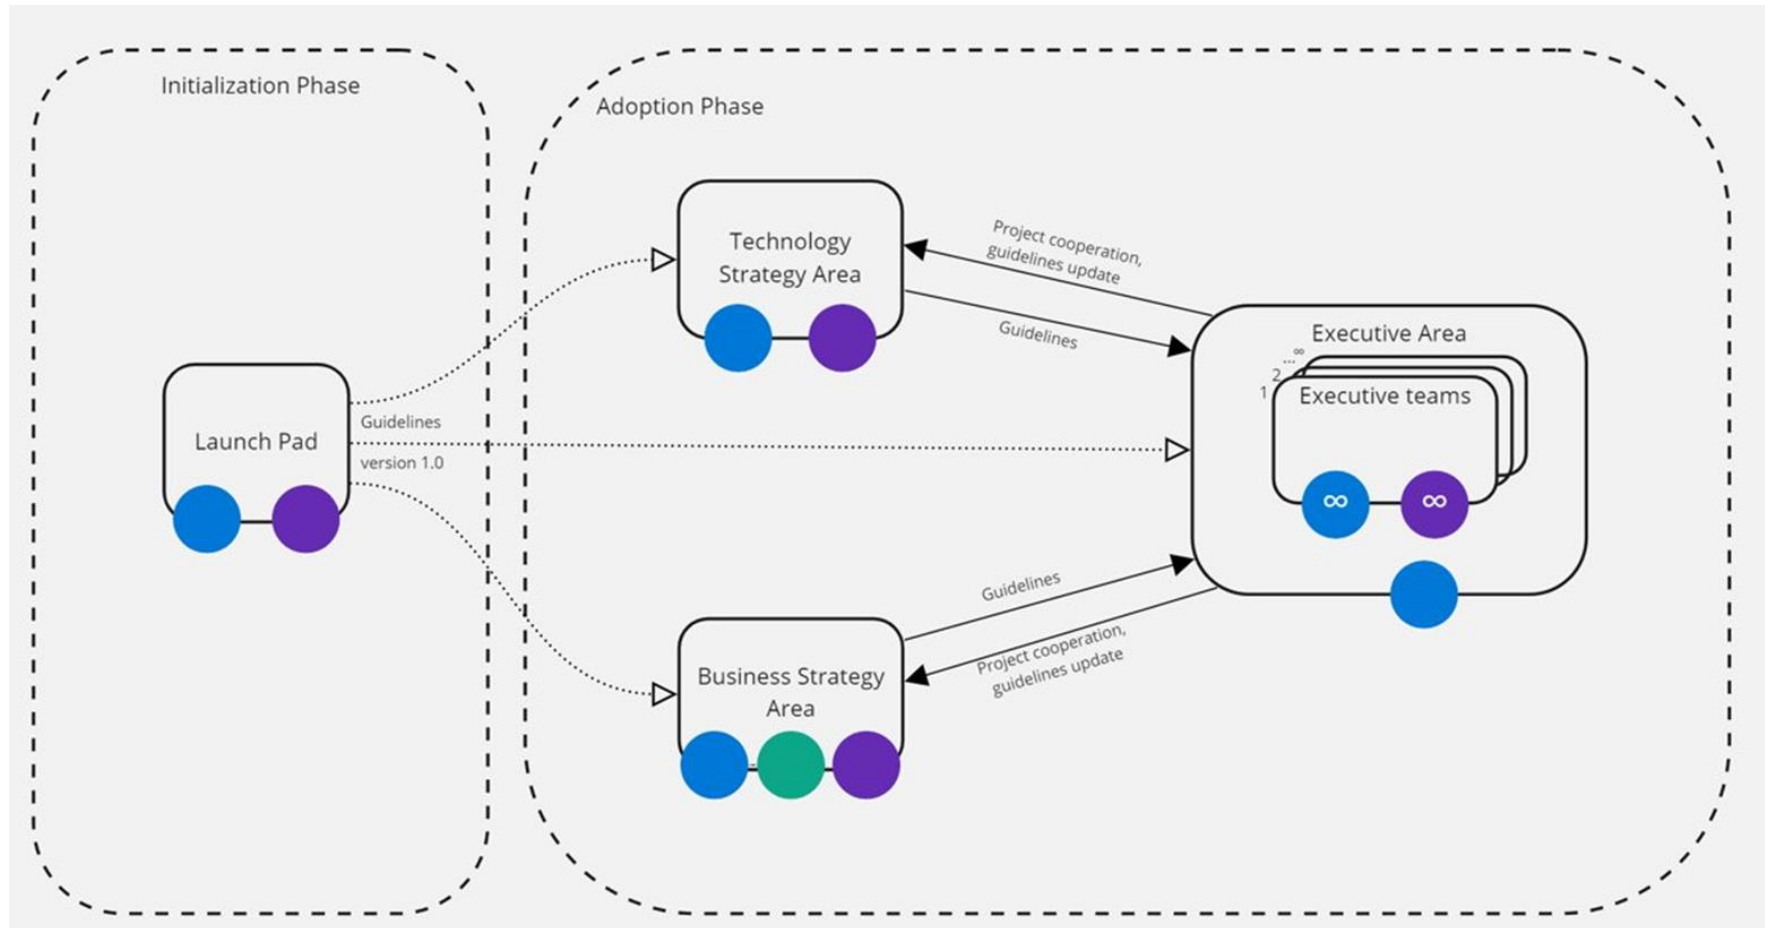 Initialization Phase
Adoption Phase
Technology
Strategy Area
Project cooperation,
guidelines update
Guidelines
Executive Area
...∞
2
1
Executive teams
∞ ∞
Launch Pad
Guidelines
version 1.0
Guidelines
Project cooperation,
guidelines update
Business Strategy
Area